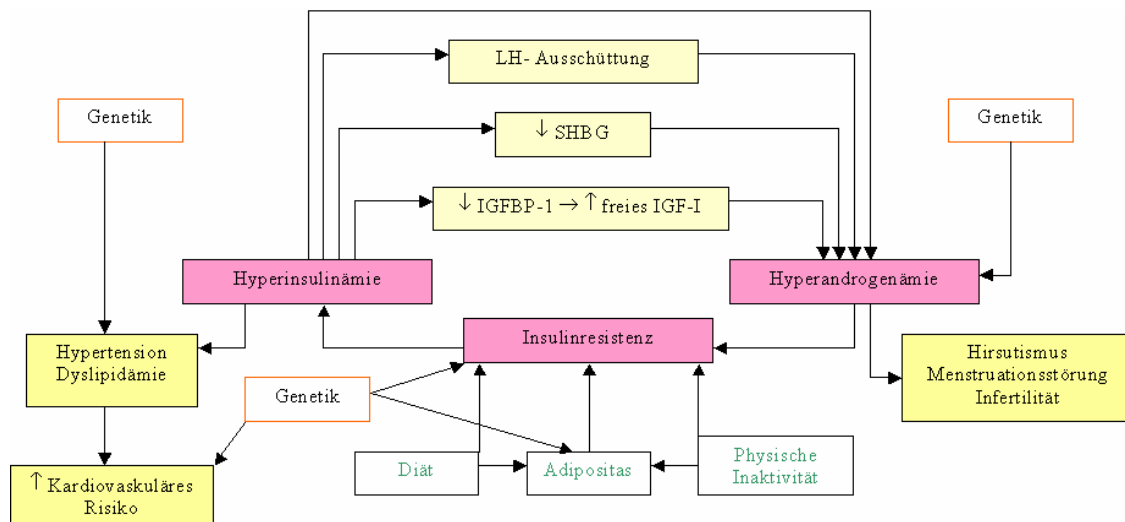 LH- Ausschüttung
Genetik
Genetik
↓ SHBG
↓ IGFBP-1 → ↑ freies IGF-I
Hyperinsulinämie
Hyperandrogenämie
Insulinresistenz
Hypertension
Dyslipidämie
Hirsutismus
Menstruationsstörung
Infertilität
Genetik
Diät
Adipositas
Physische
Inaktivität
↑ Kardiovaskuläres
Risiko